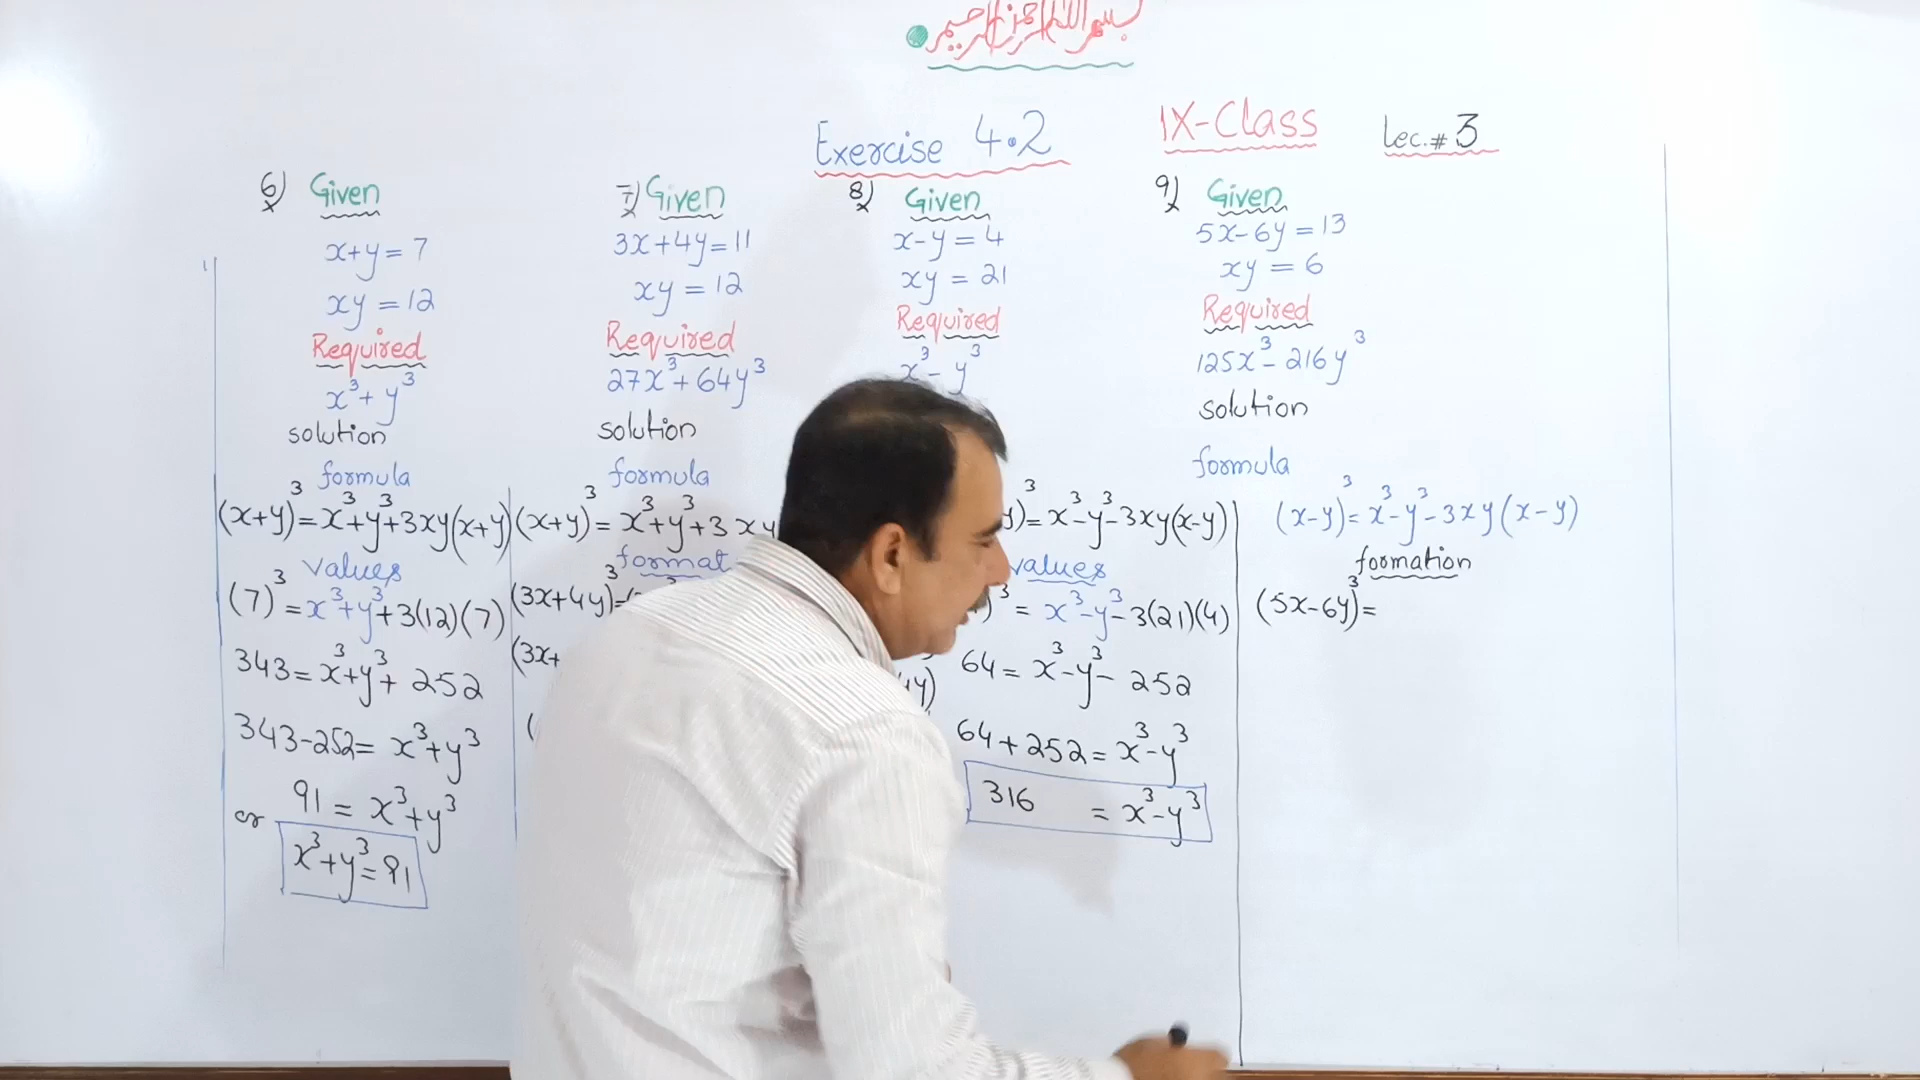 بسم الله الرحمن الرحيم
Exercise 4.2
IX-Class
Lec.# 3
6) Given
x+y = 7
xy = 12
Required
x³+y³
solution
formula
(x+y)³ = x³+y³+3xy(x+y)
values
(7)³ = x³+y³+3(12)(7)
343 = x³+y³+ 252
343-252 = x³+y³
91 = x³+y³
or
x³+y³ = 91
7) Given
3x+4y = 11
xy = 12
Required
27x³+64y³
solution
formula
(x+y)³ = x³+y³+3xy
format
(3x+4y)³ =
(3x+
(
4y)
8) Given
x-y = 4
xy = 21
Required
x³-y³
y)³ = x³-y³-3xy(x-y)
values
)³ = x³-y³-3(21)(4)
64 = x³-y³- 252
64+252 = x³-y³
316 = x³-y³
9) Given
5x-6y = 13
xy = 6
Required
125x³-216y³
solution
formula
(x-y)³ = x³-y³-3xy(x-y)
formation
(5x-6y)³ =